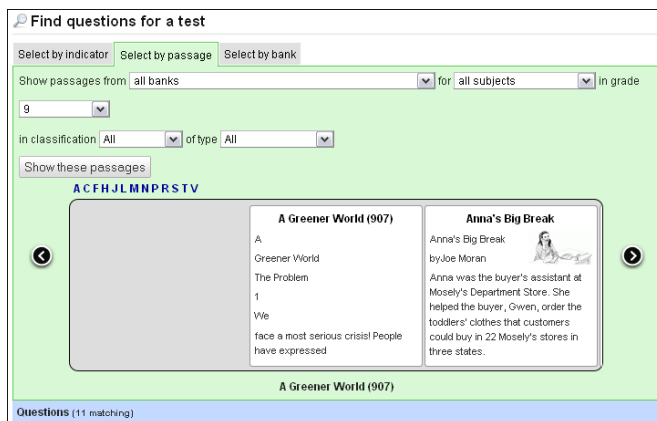 Find questions for a test
Select by indicator Select by passage Select by bank
Show passages from all banks for all subjects in grade
9
in classification All of type All
Show these passages
A C F H J L M N P R S T V
A Greener World (907)
A
Greener World
The Problem
1
We
face a most serious crisis! People
have expressed
Anna's Big Break
Anna's Big Break
byJoe Moran
Anna was the buyer's assistant at
Mosely's Department Store. She
helped the buyer, Gwen, order the
toddlers' clothes that customers
could buy in 22 Mosely's stores in
three states.
A Greener World (907)
Questions (11 matching)